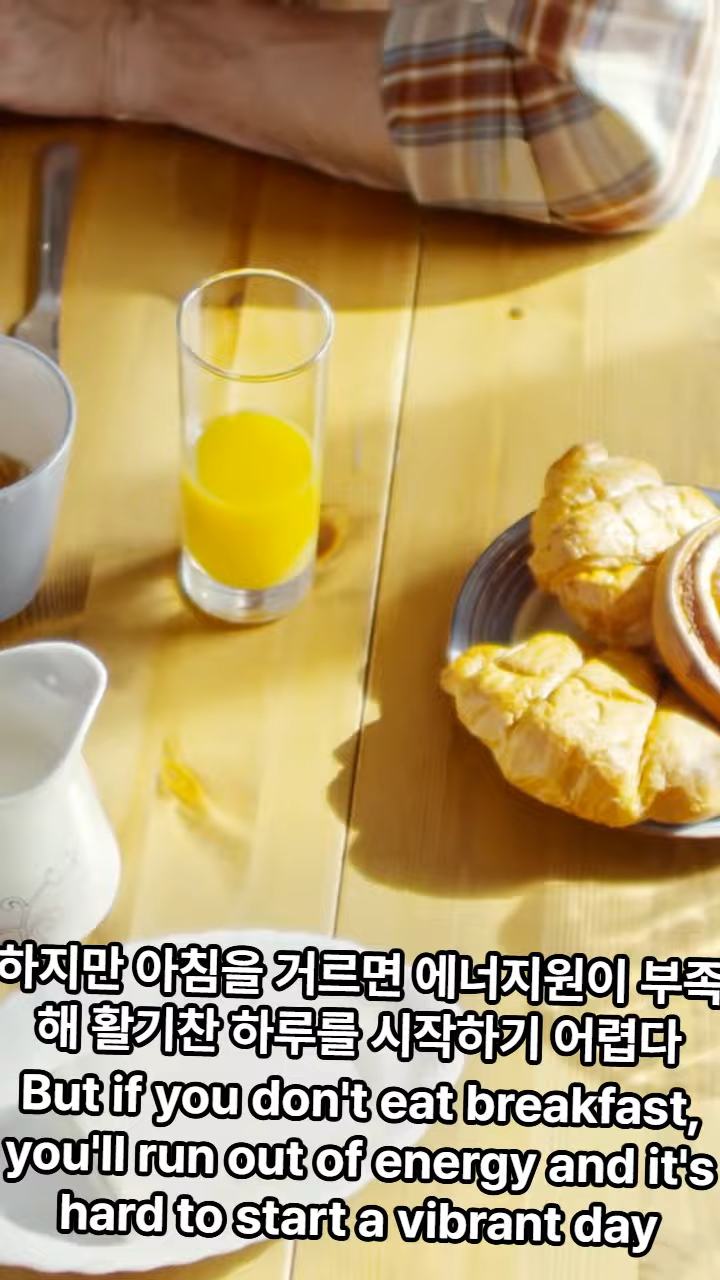 하지만 아침을 거르면 에너지원이 부족
해 활기찬 하루를 시작하기 어렵다
But if you don't eat breakfast,
you'll run out of energy and it's
hard to start a vibrant day